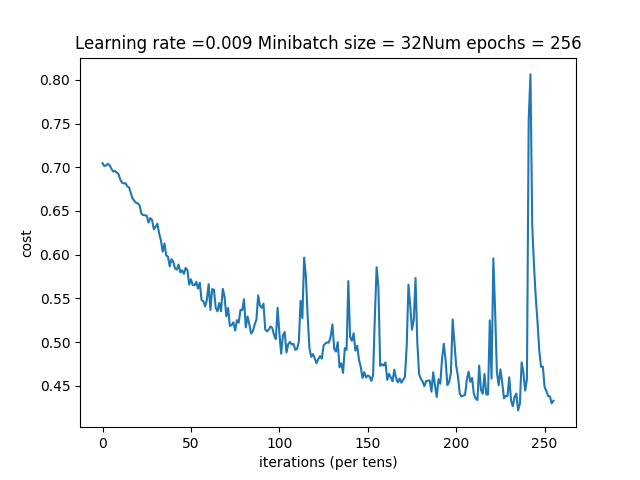 Learning rate =0.009 Minibatch size = 32Num epochs = 256
0.80
0.75
0.70
0.65
0.60
0.55
0.50
0.45
cost
0 50 100 150 200 250
iterations (per tens)